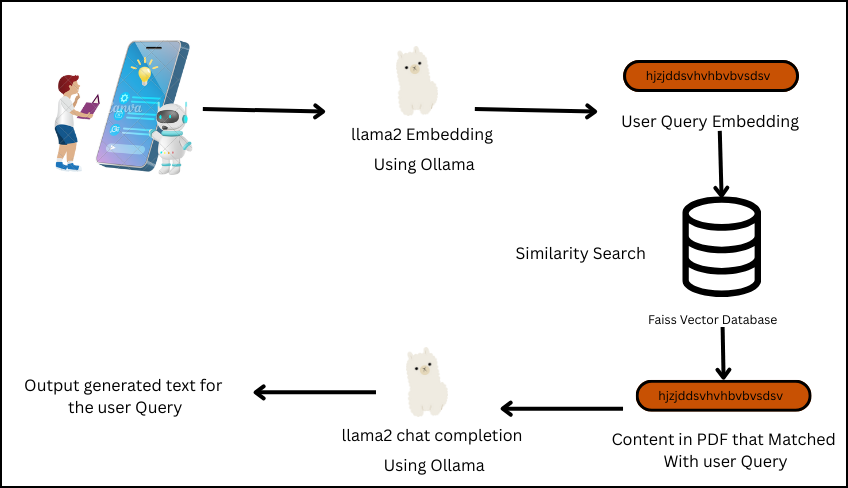 llama2 Embedding
Using Ollama
hjzjddsvhvhbvbvsdsv
User Query Embedding
Similarity Search
Faiss Vector Database
hjzjddsvhvhbvbvsdsv
Content in PDF that Matched
With user Query
llama2 chat completion
Using Ollama
Output generated text for
the user Query